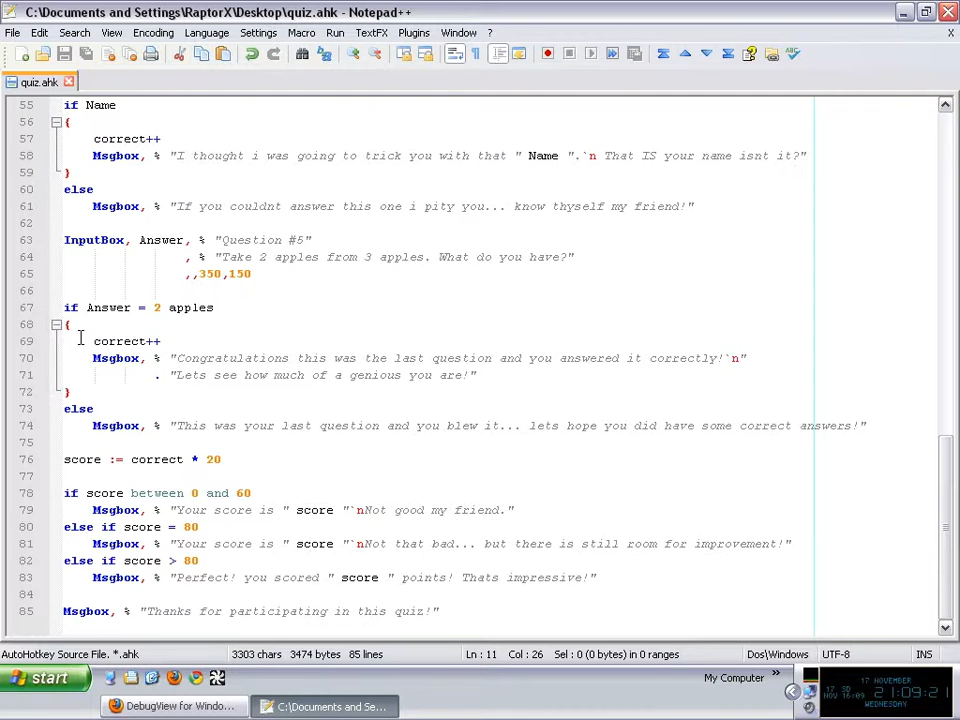 C:\Documents and Settings\RaptorX\Desktop\quiz.ahk - Notepad++
File Edit Search View Encoding Language Settings Macro Run TextFX Plugins Window ? X
quiz.ahk
55 if Name
56 {
57 correct++
58 Msgbox, % "I thought i was going to trick you with that " Name ".`n That IS your name isnt it?"
59 }
60 else
61 Msgbox, % "If you couldnt answer this one i pity you... know thyself my friend!"
62
63 InputBox, Answer, % "Question #5"
64 , % "Take 2 apples from 3 apples. What do you have?"
65 ,,350,150
66
67 if Answer = 2 apples
68 {
69 correct++
70 Msgbox, % "Congratulations this was the last question and you answered it correctly!`n"
71 . "Lets see how much of a genious you are!"
72 }
73 else
74 Msgbox, % "This was your last question and you blew it... lets hope you did have some correct answers!"
75
76 score := correct * 20
77
78 if score between 0 and 60
79 Msgbox, % "Your score is " score "`nNot good my friend."
80 else if score = 80
81 Msgbox, % "Your score is " score "`nNot that bad... but there is still room for improvement!"
82 else if score > 80
83 Msgbox, % "Perfect! you scored " score " points! Thats impressive!"
84
85 Msgbox, % "Thanks for participating in this quiz!"
AutoHotkey Source File. *.ahk 3303 chars 3474 bytes 85 lines Ln : 11 Col : 26 Sel : 0 (0 bytes) in 0 ranges Dos\Windows UTF-8 INS
start My Computer »
DebugView for Windo... C:\Documents and Se...
17 NOVEMBER
21:09:21
WEDNESDAY